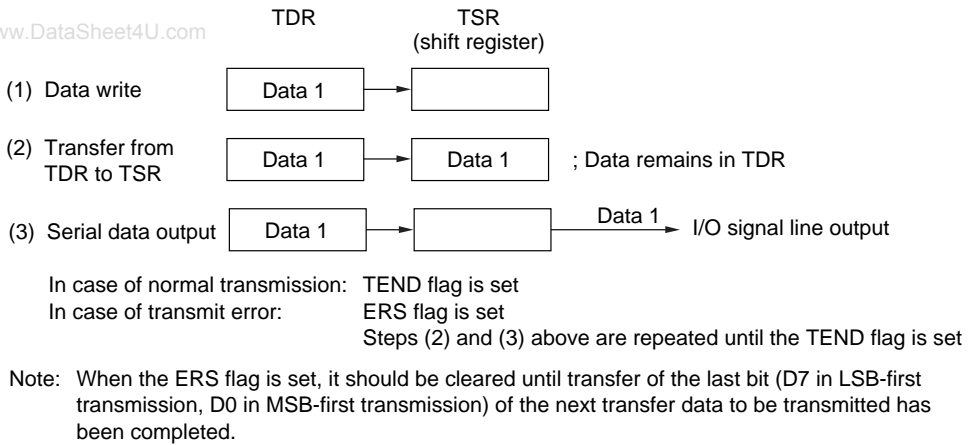 TDR TSR
ww.DataSheet4U.com
(shift register)
(1) Data write Data 1
(2) Transfer from
TDR to TSR Data 1 Data 1 ; Data remains in TDR
(3) Serial data output Data 1 Data 1 I/O signal line output
In case of normal transmission: TEND flag is set
In case of transmit error: ERS flag is set
Steps (2) and (3) above are repeated until the TEND flag is set
Note: When the ERS flag is set, it should be cleared until transfer of the last bit (D7 in LSB-first
transmission, D0 in MSB-first transmission) of the next transfer data to be transmitted has
been completed.